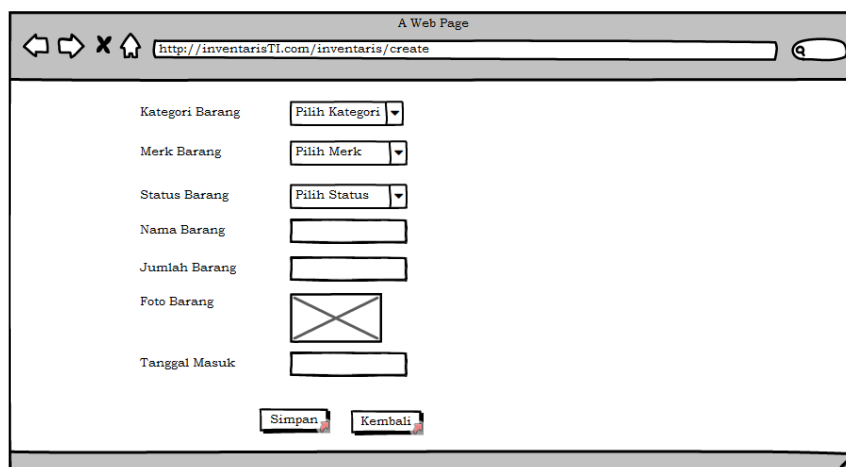 A Web Page
http://inventarisTI.com/inventaris/create
Kategori Barang Pilih Kategori
Merk Barang Pilih Merk
Status Barang Pilih Status
Nama Barang
Jumlah Barang
Foto Barang
Tanggal Masuk
Simpan Kembali